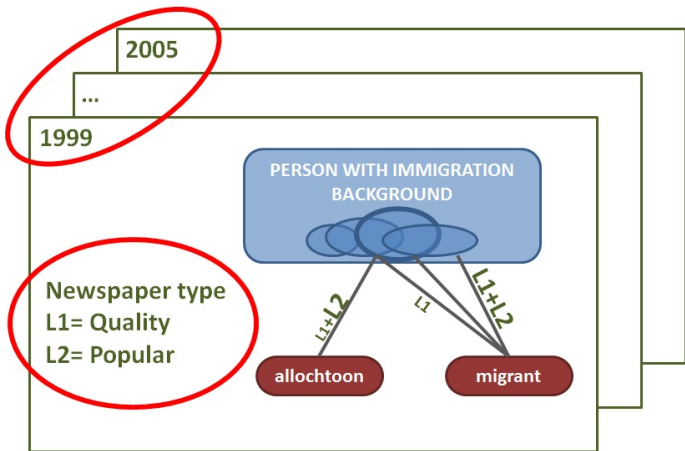 2005
...
1999
PERSON WITH IMMIGRATION
BACKGROUND
Newspaper type
L1= Quality
L2= Popular
L1+L2
L1
L1+L2
allochtoon
migrant